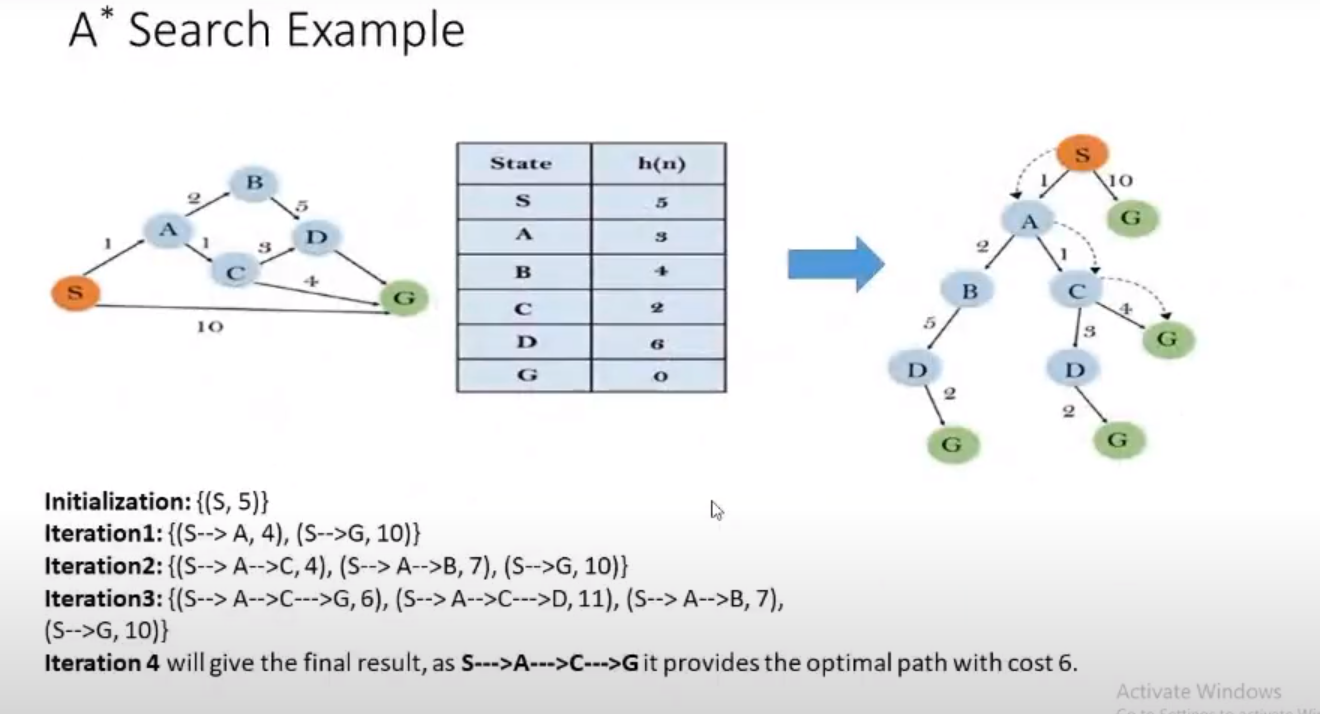 A* Search Example
B
2
5
A
D
1
1
3
C
4
S
G
10
State h(n)
S 5
A 3
B 4
C 2
D 6
G 0
S
1
10
A
G
2
1
B
C
5
3
4
G
D
D
2
2
G
G
Initialization: {(S, 5)}
Iteration1: {(S--> A, 4), (S-->G, 10)}
Iteration2: {(S--> A-->C, 4), (S--> A-->B, 7), (S-->G, 10)}
Iteration3: {(S--> A-->C--->G, 6), (S--> A-->C--->D, 11), (S--> A-->B, 7),
(S-->G, 10)}
Iteration 4 will give the final result, as S--->A--->C--->G it provides the optimal path with cost 6.
Activate Windows